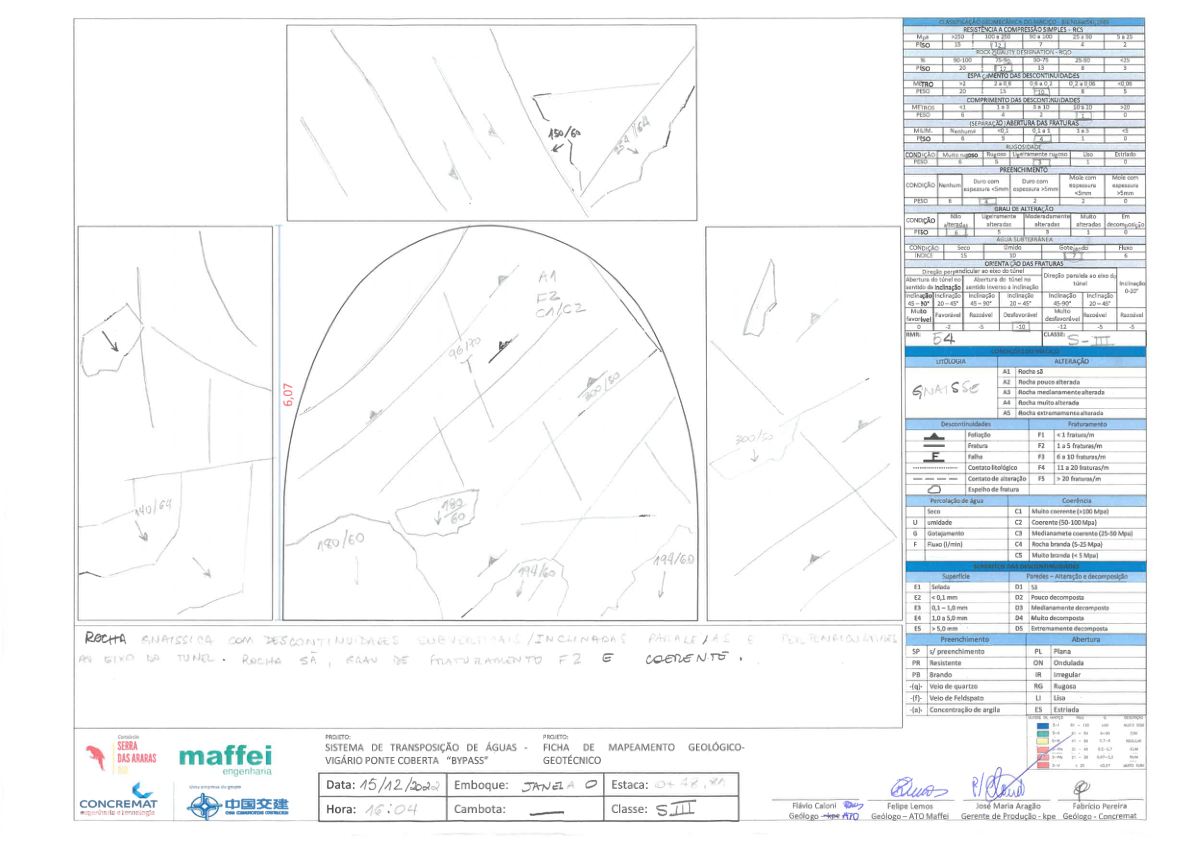 CLASSIFICAÇÃO GEOMECÂNICA DO MACIÇO - BIENIAWSKI, 1989
RESISTÊNCIA A COMPRESSÃO SIMPLES - RCS
Mpa >250 100 a 250 50 a 100 25 a 50 5 a 25
PESO 15 12 7 4 2
ROCK QUALITY DESIGNATION - RQD
% 90-100 75-90 50-75 25-50 <25
PESO 20 17 13 8 3
ESPAÇAMENTO DAS DESCONTINUIDADES
METRO >2 2 a 0,6 0,6 a 0,2 0,2 a 0,06 <0,06
PESO 20 15 10 8 5
COMPRIMENTO DAS DESCONTINUIDADES
METROS <1 1 a 3 3 a 10 10 a 20 >20
PESO 6 4 2 1 0
(SEPARAÇÃO) ABERTURA DAS FRATURAS
MILIM. Nenhuma <0,1 0,1 a 1 1 a 5 <5
PESO 6 5 4 1 0
RUGOSIDADE
CONDIÇÃO Muito rugoso Rugoso Ligeiramente rugoso Liso Estriado
PESO 6 5 3 1 0
PREENCHIMENTO
CONDIÇÃO Nenhum Duro com espessura <5mm Duro com espessura >5mm Mole com espessura <5mm Mole com espessura >5mm
PESO 6 4 2 2 0
GRAU DE ALTERAÇÃO
CONDIÇÃO Não alteradas Ligeiramente alteradas Moderadamente alteradas Muito alteradas Em decomposição
PESO 6 5 3 1 0
ÁGUA SUBTERRÂNEA
CONDIÇÃO Seco Úmido Gotejando Fluxo
ÍNDICE 15 10 7 6
ORIENTAÇÃO DAS FRATURAS
Direção perpendicular ao eixo do túnel Direção paralela ao eixo do túnel Inclinação 0-20°
Abertura do túnel no sentido da Inclinação Abertura do túnel no sentido inverso a inclinação
Inclinação 45 – 90° Inclinação 20 – 45° Inclinação 45 – 90° Inclinação 20 – 45° Inclinação 45-90° Inclinação 20 – 45°
Muito favorável Favorável Razoável Desfavorável Muito desfavorável Razoável Razoável
0 -2 -5 -10 -12 -5 -5
RMR: 54 CLASSE: S-III
LITOLOGIA ALTERAÇÃO
GNAISSE
A1 Rocha sã
A2 Rocha pouco alterada
A3 Rocha medianamente alterada
A4 Rocha muito alterada
A5 Rocha extremamente alterada
Descontinuidades Fraturamento
Foliação F1 < 1 fratura/m
Fratura F2 1 a 5 fraturas/m
F Falha F3 6 a 10 fraturas/m
Contato litológico F4 11 a 20 fraturas/m
Contato de alteração F5 > 20 fraturas/m
Espelho de fratura
Percolação de água Coerência
Seco C1 Muito coerente (>100 Mpa)
U umidade C2 Coerente (50-100 Mpa)
G Gotejamento C3 Medianamete coerente (25-50 Mpa)
F Fluxo (l/min) C4 Rocha branda (5-25 Mpa)
C5 Muito branda (< 5 Mpa)
SUPERFÍCIE DAS DESCONTINUIDADES
Superfície Paredes – Alteração e decomposição
E1 Selada D1 Sã
E2 < 0,1 mm D2 Pouco decomposta
E3 0,1 – 1,0 mm D3 Medianamente decomposta
E4 1,0 a 5,0 mm D4 Muito decomposta
E5 > 5,0 mm D5 Extremamente decomposta
Preenchimento Abertura
SP s/ preenchimento PL Plana
PR Resistente ON Ondulada
PB Brando IR Irregular
-(q)- Veio de quartzo RG Rugosa
-(f)- Veio de Feldspato LI Lisa
-(a)- Concentração de argila ES Estriada
150/60
254/64
A1
F2
C1/C2
96/70
200/50
6,07
300/50
140/64
180/60
180/60
194/60
194/60
ROCHA GNAISSICA COM DESCONTINUIDADES SUBVERTICAIS/INCLINADAS PARALELAS E PERPENDICULARES
AO EIXO DO TUNEL. ROCHA SÃ, GRAU DE FRATURAMENTO F2 E COERENTE.
Consórcio
SERRA
DAS ARARAS
maffei
engenharia
CONCREMAT
engenharia e tecnologia
Uma empresa do grupo
中国交建
PROJETO:
SISTEMA DE TRANSPOSIÇÃO DE ÁGUAS - VIGÁRIO PONTE COBERTA "BYPASS"
PROJETO:
FICHA DE MAPEAMENTO GEOLÓGICO-GEOTÉCNICO
Data: 15/12/2022 Emboque: JANELA O Estaca:
Hora: 16:04 Cambota: — Classe: SIII
Flávio Caloni
Geólogo -kpe ATO
Felipe Lemos
Geólogo – ATO Maffei
P/
José Maria Aragão
Gerente de Produção - kpe
Fabrício Pereira
Geólogo - Concremat